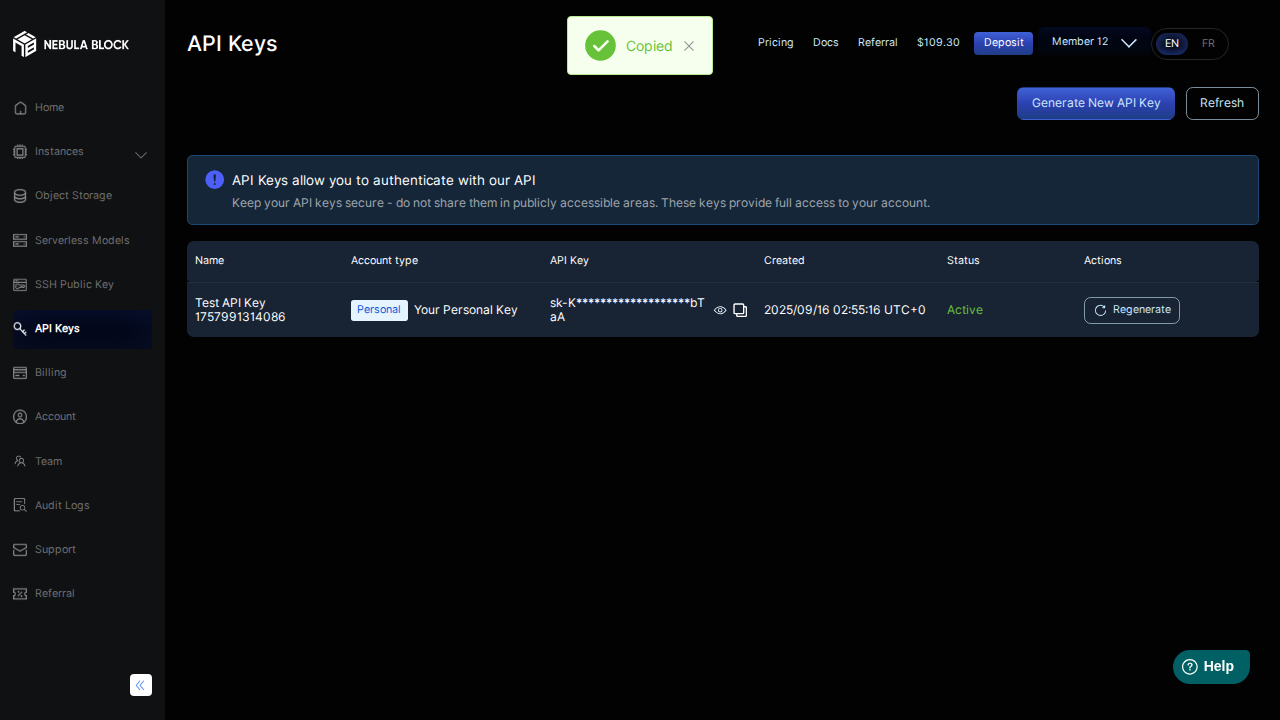 NEBULA BLOCK
Home
Instances
Object Storage
Serverless Models
SSH Public Key
API Keys
Billing
Account
Team
Audit Logs
Support
Referral
API Keys
Copied
Pricing
Docs
Referral
$109.30
Deposit
Member 12
EN
FR
Generate New API Key
Refresh
API Keys allow you to authenticate with our API
Keep your API keys secure - do not share them in publicly accessible areas. These keys provide full access to your account.
Name
Account type
API Key
Created
Status
Actions
Test API Key
1757991314086
Personal
Your Personal Key
sk-K*******************bT
aA
2025/09/16 02:55:16 UTC+0
Active
Regenerate
Help